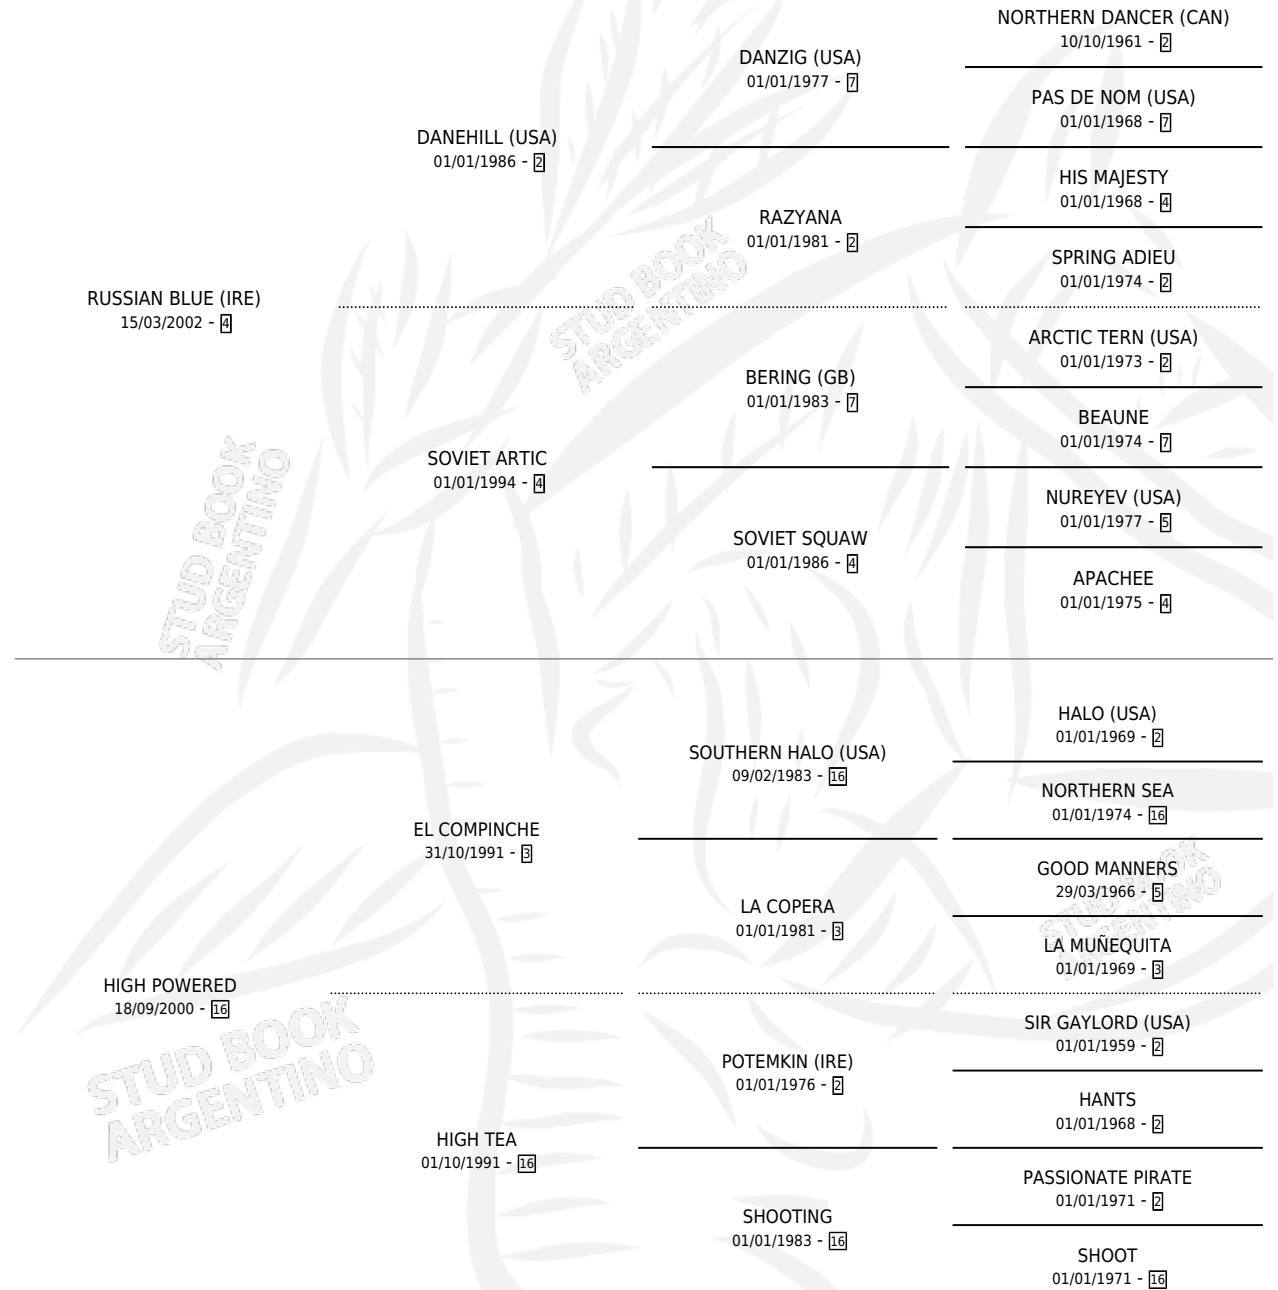 NORTHERN DANCER (CAN)
10/10/1961 - 2
DANZIG (USA)
01/01/1977 - 7
PAS DE NOM (USA)
01/01/1968 - 7
DANEHILL (USA)
01/01/1986 - 2
HIS MAJESTY
01/01/1968 - 4
RAZYANA
01/01/1981 - 2
SPRING ADIEU
01/01/1974 - 2
RUSSIAN BLUE (IRE)
15/03/2002 - 4
STUD BOOK
ARGENTINO
ARCTIC TERN (USA)
01/01/1973 - 2
BERING (GB)
01/01/1983 - 7
BEAUNE
01/01/1974 - 7
SOVIET ARTIC
01/01/1994 - 4
NUREYEV (USA)
01/01/1977 - 5
SOVIET SQUAW
01/01/1986 - 4
APACHEE
01/01/1975 - 4
STUD BOOK
ARGENTINO
HALO (USA)
01/01/1969 - 2
SOUTHERN HALO (USA)
09/02/1983 - 16
NORTHERN SEA
01/01/1974 - 16
EL COMPINCHE
31/10/1991 - 3
GOOD MANNERS
29/03/1966 - 5
LA COPERA
01/01/1981 - 3
STUD BOOK
ARGENTINO
LA MUÑEQUITA
01/01/1969 - 3
HIGH POWERED
18/09/2000 - 16
SIR GAYLORD (USA)
01/01/1959 - 2
POTEMKIN (IRE)
01/01/1976 - 2
STUD BOOK
ARGENTINO
HANTS
01/01/1968 - 2
HIGH TEA
01/10/1991 - 16
PASSIONATE PIRATE
01/01/1971 - 2
SHOOTING
01/01/1983 - 16
SHOOT
01/01/1971 - 16